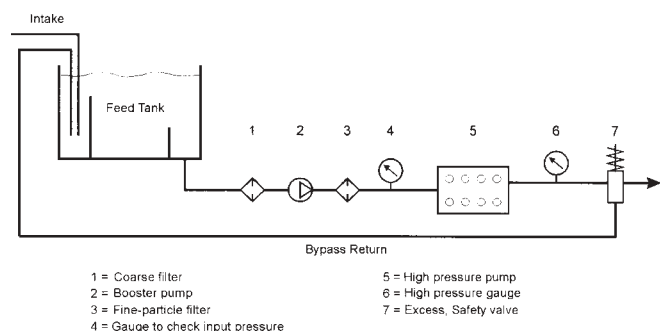 Intake
Feed Tank
1 2 3 4 5 6 7
Bypass Return
1 = Coarse filter
2 = Booster pump
3 = Fine-particle filter
4 = Gauge to check input pressure
5 = High pressure pump
6 = High pressure gauge
7 = Excess, Safety valve